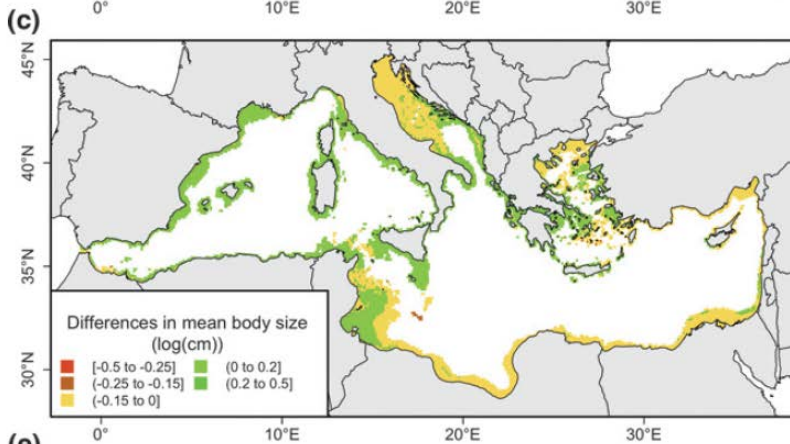 0° 10°E 20°E 30°E
(c)
45°N
40°N
35°N
30°N
Differences in mean body size
(log(cm))
[-0.5 to -0.25] (0 to 0.2]
(-0.25 to -0.15] (0.2 to 0.5]
(-0.15 to 0]
0° 10°E 20°E 30°E